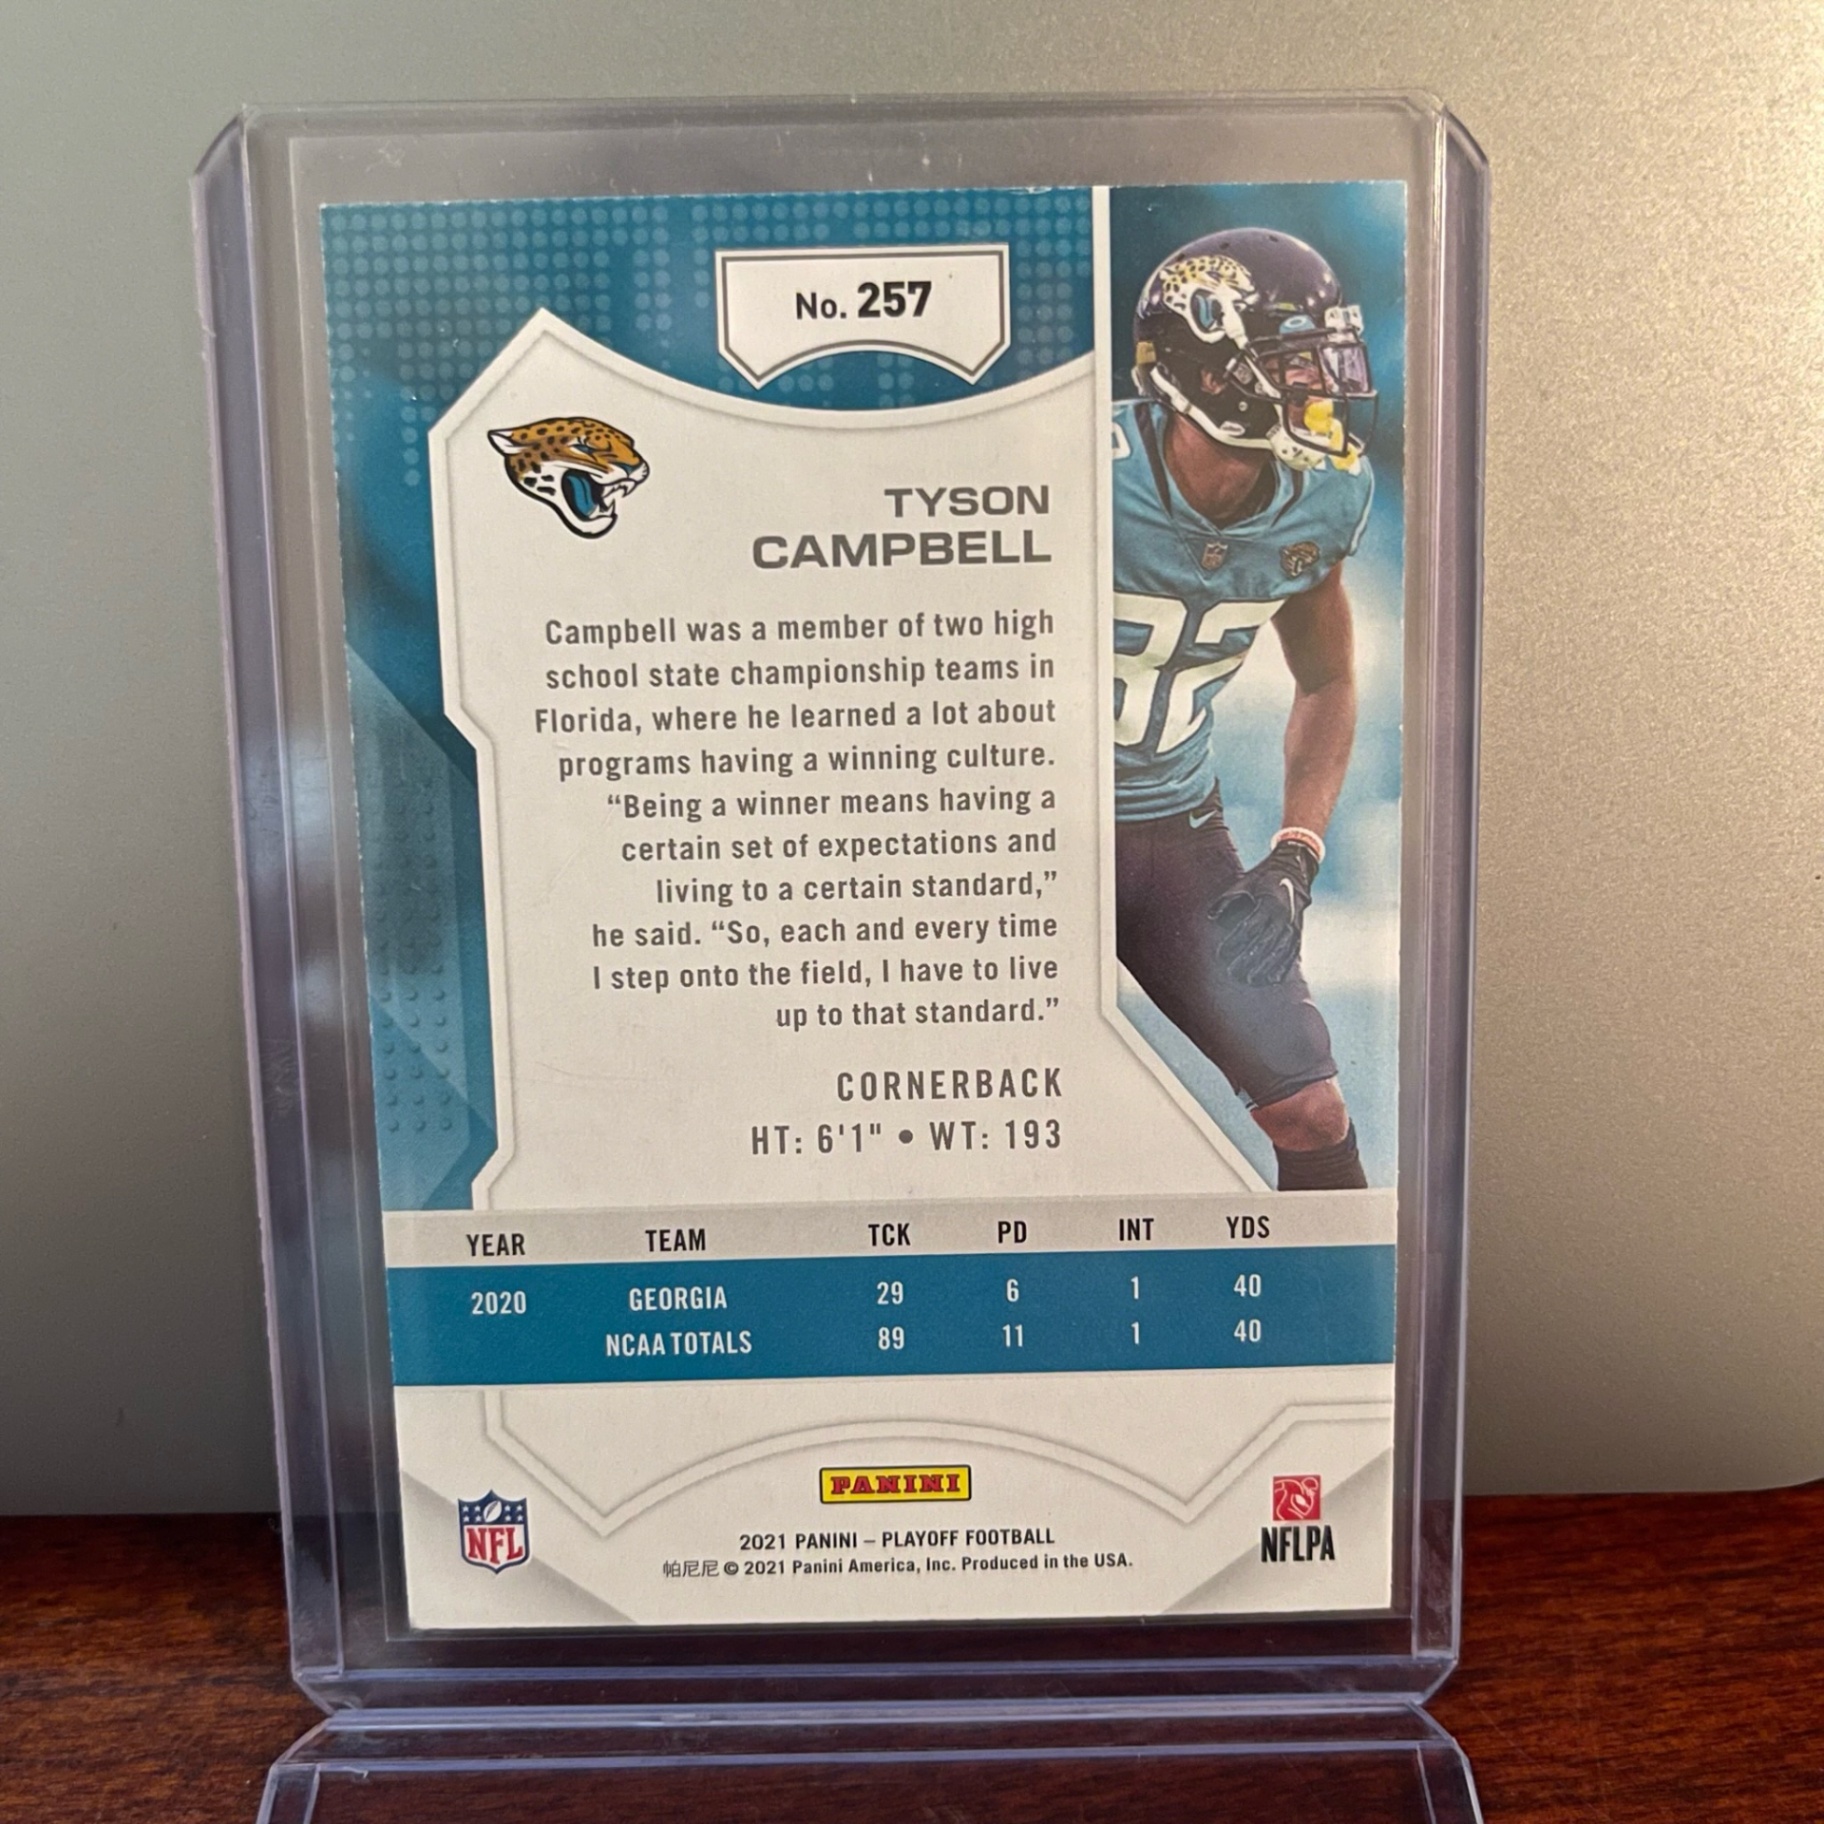 No. 257
TYSON
CAMPBELL
Campbell was a member of two high
school state championship teams in
Florida, where he learned a lot about
programs having a winning culture.
“Being a winner means having a
certain set of expectations and
living to a certain standard,”
he said. “So, each and every time
I step onto the field, I have to live
up to that standard.”
CORNERBACK
HT: 6'1" • WT: 193
32
YEAR TEAM TCK PD INT YDS
2020 GEORGIA 29 6 1 40
NCAA TOTALS 89 11 1 40
PANINI
NFL
2021 PANINI – PLAYOFF FOOTBALL
帕尼尼 © 2021 Panini America, Inc. Produced in the USA.
NFLPA